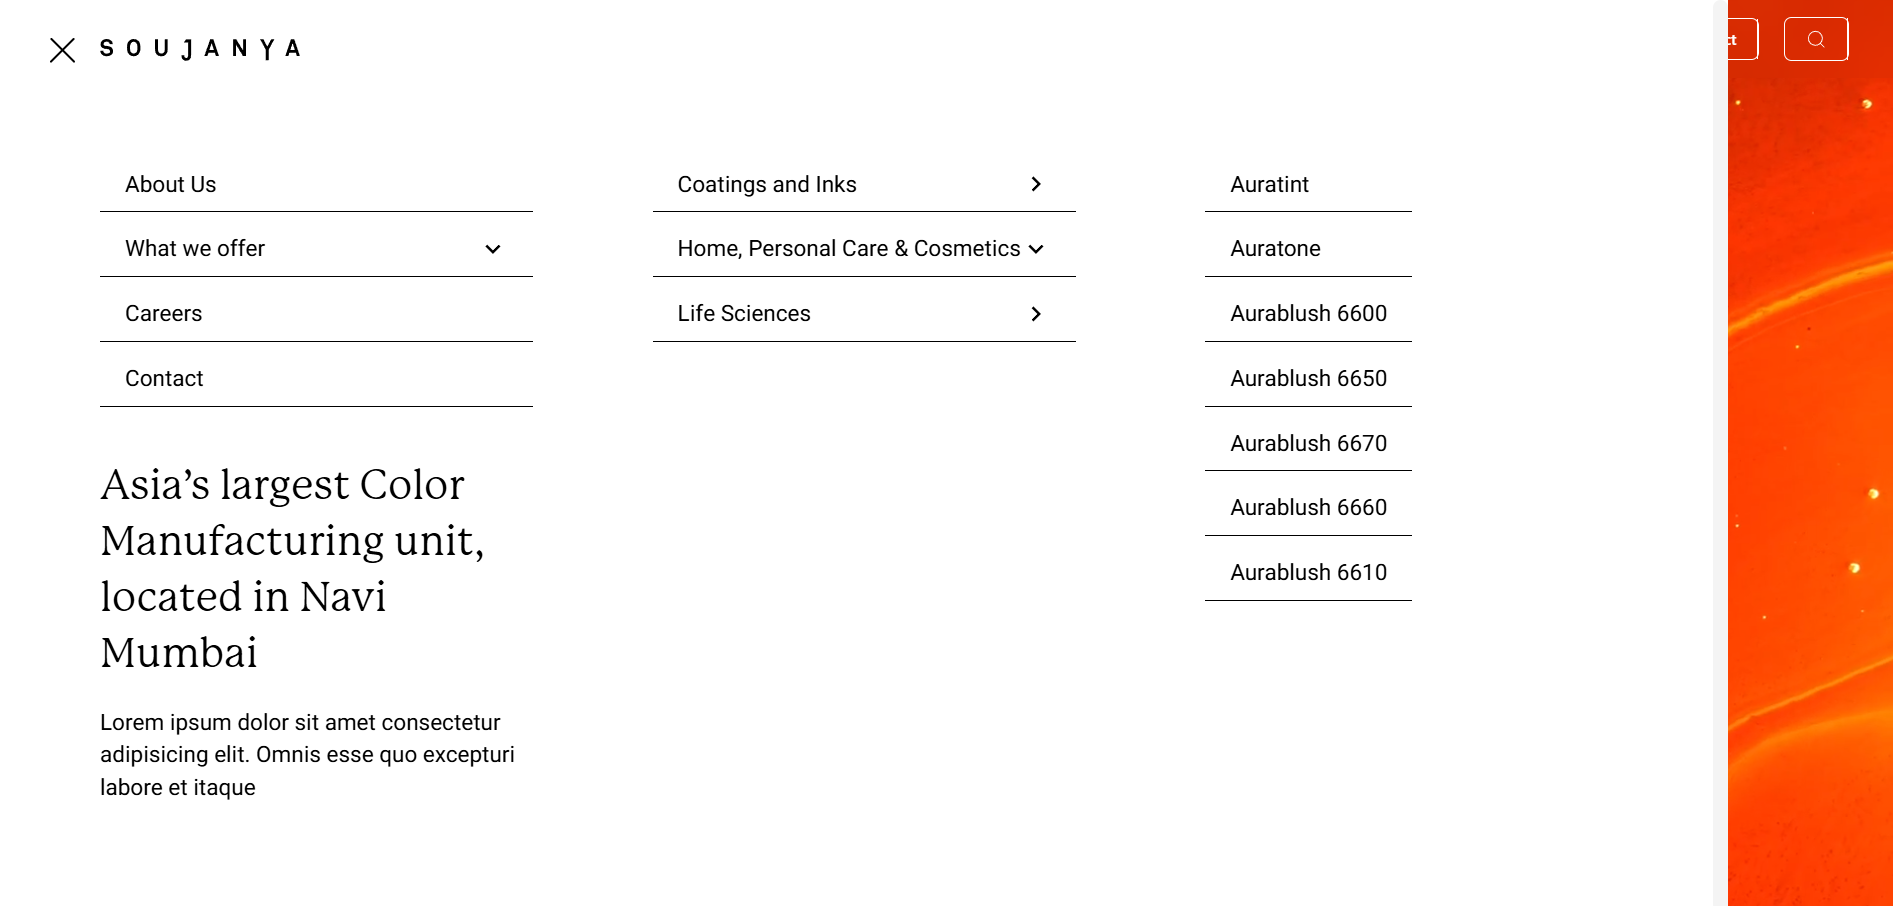 SOUJANYA
About Us
What we offer
Careers
Contact
Asia’s largest Color
Manufacturing unit,
located in Navi
Mumbai
Lorem ipsum dolor sit amet consectetur
adipisicing elit. Omnis esse quo excepturi
labore et itaque
Coatings and Inks
Home, Personal Care & Cosmetics
Life Sciences
Auratint
Auratone
Aurablush 6600
Aurablush 6650
Aurablush 6670
Aurablush 6660
Aurablush 6610